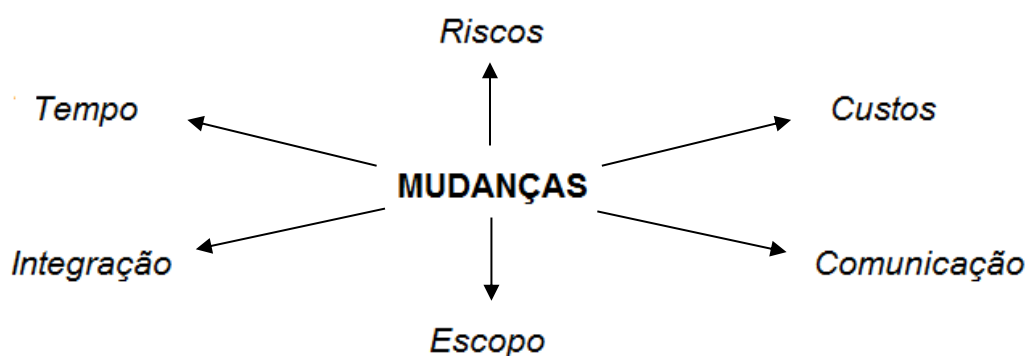 Riscos
Tempo
Custos
MUDANÇAS
Integração
Comunicação
Escopo